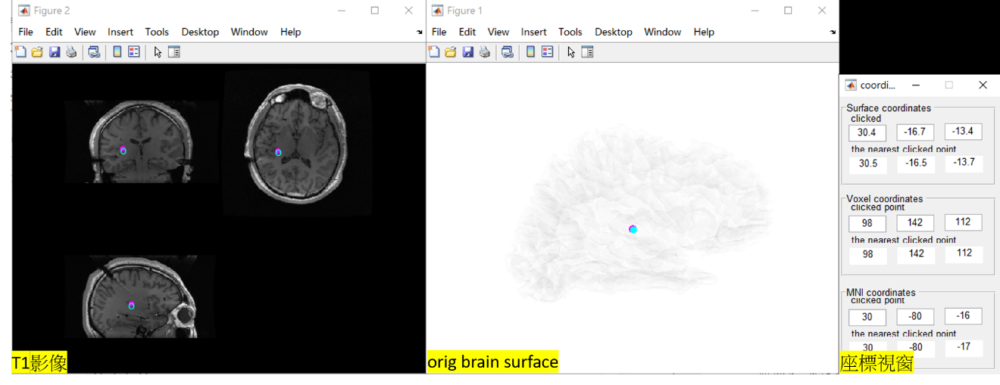 Figure 2
File Edit View Insert Tools Desktop Window Help
T1影像
Figure 1
File Edit View Insert Tools Desktop Window Help
orig brain surface
coordi...
Surface coordinates
clicked
30.4 -16.7 -13.4
the nearest clicked point
30.5 -16.5 -13.7
Voxel coordinates
clicked point
98 142 112
the nearest clicked point
98 142 112
MNI coordinates
clicked point
30 -80 -16
the nearest clicked point
30 -80 -17
座標視窗